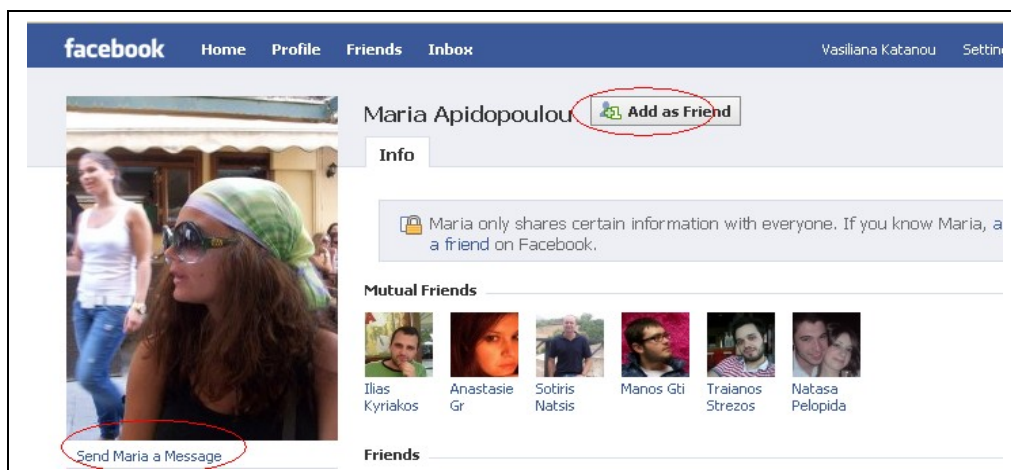 facebook Home Profile Friends Inbox Vasiliana Katanou Settin
Maria Apidopoulou Add as Friend
Info
Maria only shares certain information with everyone. If you know Maria, a
a friend on Facebook.
Mutual Friends
Ilias Kyriakos
Anastasie Gr
Sotiris Natsis
Manos Gti
Traianos Strezos
Natasa Pelopida
Send Maria a Message
Friends